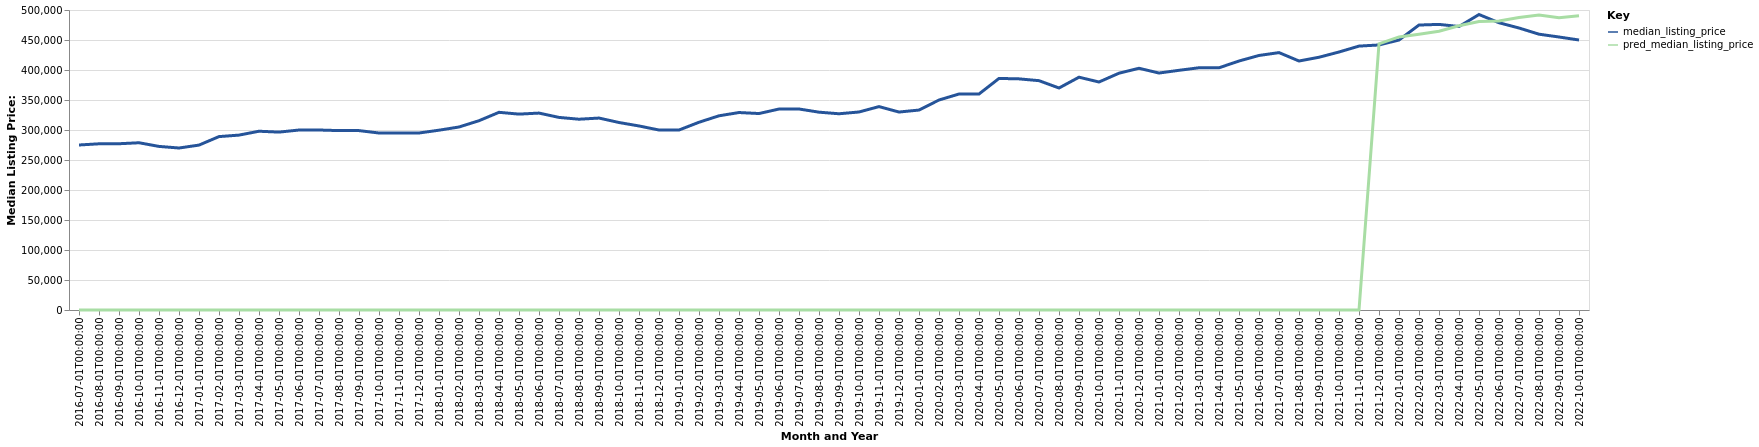 500,000
450,000
400,000
350,000
300,000
250,000
200,000
150,000
100,000
50,000
0
Median Listing Price:
2016-07-01T00:00:00
2016-08-01T00:00:00
2016-09-01T00:00:00
2016-10-01T00:00:00
2016-11-01T00:00:00
2016-12-01T00:00:00
2017-01-01T00:00:00
2017-02-01T00:00:00
2017-03-01T00:00:00
2017-04-01T00:00:00
2017-05-01T00:00:00
2017-06-01T00:00:00
2017-07-01T00:00:00
2017-08-01T00:00:00
2017-09-01T00:00:00
2017-10-01T00:00:00
2017-11-01T00:00:00
2017-12-01T00:00:00
2018-01-01T00:00:00
2018-02-01T00:00:00
2018-03-01T00:00:00
2018-04-01T00:00:00
2018-05-01T00:00:00
2018-06-01T00:00:00
2018-07-01T00:00:00
2018-08-01T00:00:00
2018-09-01T00:00:00
2018-10-01T00:00:00
2018-11-01T00:00:00
2018-12-01T00:00:00
2019-01-01T00:00:00
2019-02-01T00:00:00
2019-03-01T00:00:00
2019-04-01T00:00:00
2019-05-01T00:00:00
2019-06-01T00:00:00
2019-07-01T00:00:00
2019-08-01T00:00:00
2019-09-01T00:00:00
2019-10-01T00:00:00
2019-11-01T00:00:00
2019-12-01T00:00:00
2020-01-01T00:00:00
2020-02-01T00:00:00
2020-03-01T00:00:00
2020-04-01T00:00:00
2020-05-01T00:00:00
2020-06-01T00:00:00
2020-07-01T00:00:00
2020-08-01T00:00:00
2020-09-01T00:00:00
2020-10-01T00:00:00
2020-11-01T00:00:00
2020-12-01T00:00:00
2021-01-01T00:00:00
2021-02-01T00:00:00
2021-03-01T00:00:00
2021-04-01T00:00:00
2021-05-01T00:00:00
2021-06-01T00:00:00
2021-07-01T00:00:00
2021-08-01T00:00:00
2021-09-01T00:00:00
2021-10-01T00:00:00
2021-11-01T00:00:00
2021-12-01T00:00:00
2022-01-01T00:00:00
2022-02-01T00:00:00
2022-03-01T00:00:00
2022-04-01T00:00:00
2022-05-01T00:00:00
2022-06-01T00:00:00
2022-07-01T00:00:00
2022-08-01T00:00:00
2022-09-01T00:00:00
2022-10-01T00:00:00
Month and Year
Key
median_listing_price
pred_median_listing_price